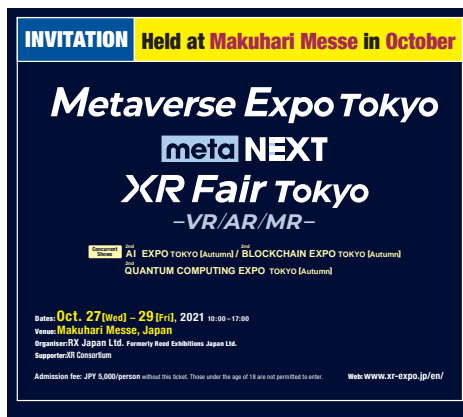 INVITATION Held at Makuhari Messe in October
Metaverse Expo TOKYO
meta NEXT
XR Fair TOKYO
–VR/AR/MR–
Concurrent Shows
2nd AI EXPO TOKYO [Autumn] / 2nd BLOCKCHAIN EXPO TOKYO [Autumn]
2nd QUANTUM COMPUTING EXPO TOKYO [Autumn]
Dates: Oct. 27[Wed] – 29[Fri], 2021 10:00–17:00
Venue: Makuhari Messe, Japan
Organiser: RX Japan Ltd. Formerly Reed Exhibitions Japan Ltd.
Supporter: XR Consortium
Admission fee: JPY 5,000/person without this ticket. Those under the age of 18 are not permitted to enter. Web: www.xr-expo.jp/en/